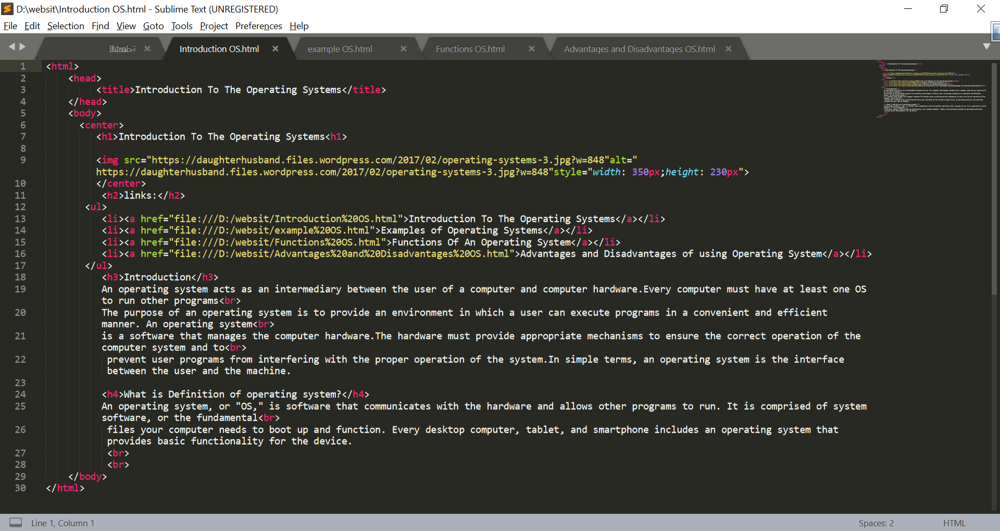 D:\websit\Introduction OS.html - Sublime Text (UNREGISTERED)
File Edit Selection Find View Goto Tools Project Preferences Help
Introduction OS.html × example OS.html × Functions OS.html × Advantages and Disadvantages OS.html ×
1 <html>
2 <head>
3 <title>Introduction To The Operating Systems</title>
4 </head>
5 <body>
6 <center>
7 <h1>Introduction To The Operating Systems<h1>
8
9 <img src="https://daughterhusband.files.wordpress.com/2017/02/operating-systems-3.jpg?w=848"alt="
https://daughterhusband.files.wordpress.com/2017/02/operating-systems-3.jpg?w=848"style="width: 350px;height: 230px">
10 </center>
11 <h2>links:</h2>
12 <ul>
13 <li><a href="file:///D:/websit/Introduction%20OS.html">Introduction To The Operating Systems</a></li>
14 <li><a href="file:///D:/websit/example%20OS.html">Examples of Operating Systems</a></li>
15 <li><a href="file:///D:/websit/Functions%20OS.html">Functions Of An Operating System</a></li>
16 <li><a href="file:///D:/websit/Advantages%20and%20Disadvantages%20OS.html">Advantages and Disadvantages of using Operating System</a></li>
17 </ul>
18 <h3>Introduction</h3>
19 An operating system acts as an intermediary between the user of a computer and computer hardware.Every computer must have at least one OS
to run other programs<br>
20 The purpose of an operating system is to provide an environment in which a user can execute programs in a convenient and efficient
manner. An operating system<br>
21 is a software that manages the computer hardware.The hardware must provide appropriate mechanisms to ensure the correct operation of the
computer system and to<br>
22 prevent user programs from interfering with the proper operation of the system.In simple terms, an operating system is the interface
between the user and the machine.
23
24 <h4>What is Definition of operating system?</h4>
25 An operating system, or "OS," is software that communicates with the hardware and allows other programs to run. It is comprised of system
software, or the fundamental<br>
26 files your computer needs to boot up and function. Every desktop computer, tablet, and smartphone includes an operating system that
provides basic functionality for the device.
27 <br>
28 <br>
29 </body>
30 </html>
Line 1, Column 1 Spaces: 2 HTML